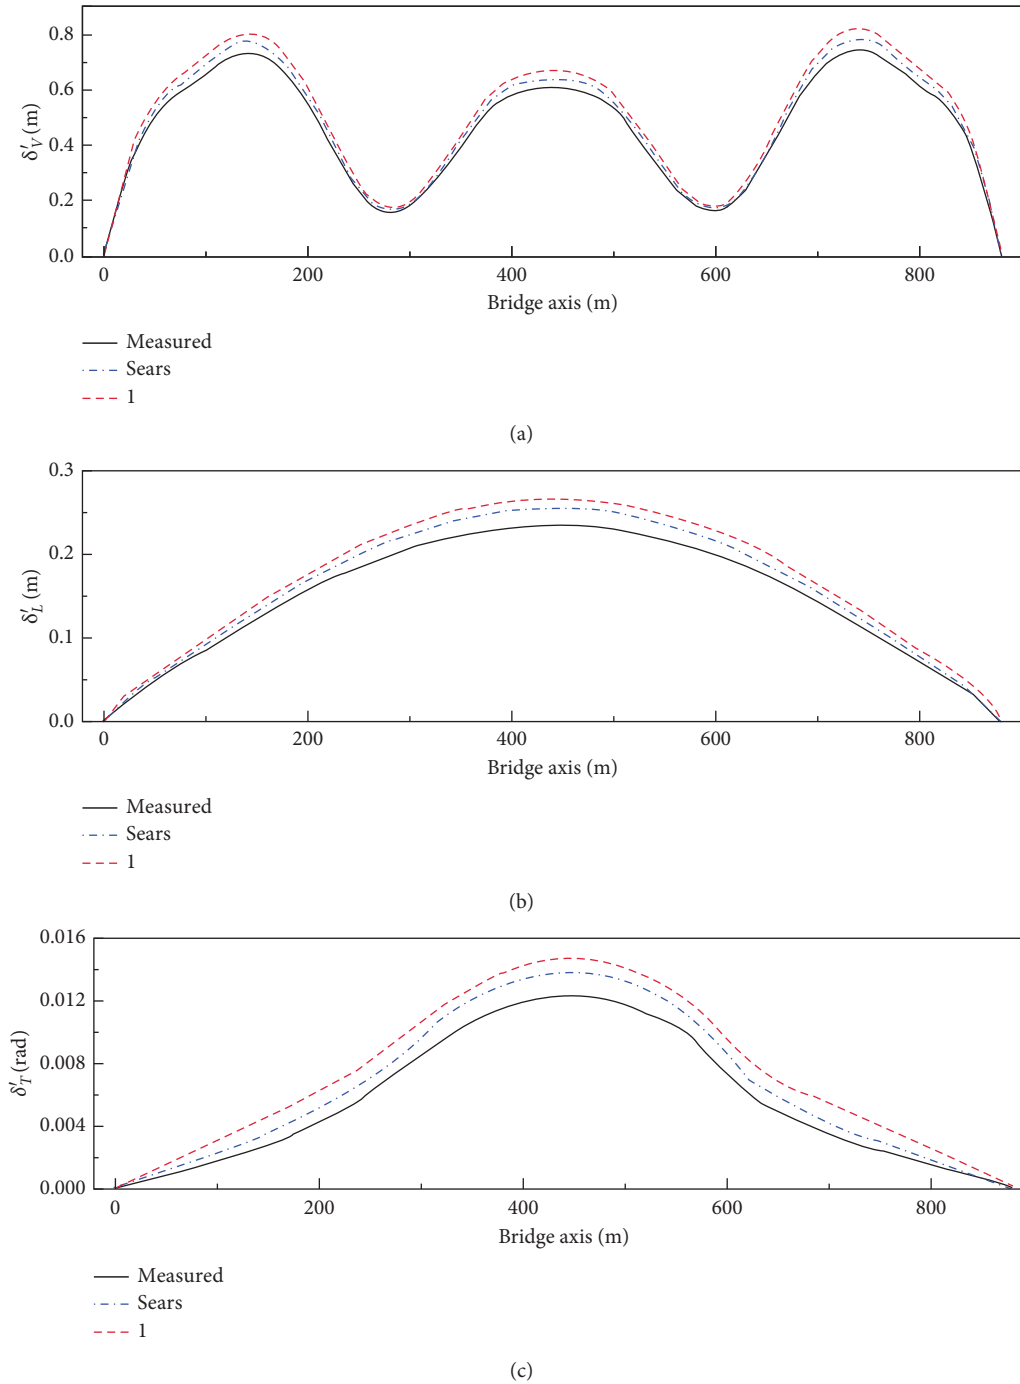 0.8
0.6
0.4
0.2
0.0
δ′V (m)
0 200 400 600 800
Bridge axis (m)
Measured
Sears
1
(a)
0.3
0.2
0.1
0.0
δ′L (m)
0 200 400 600 800
Bridge axis (m)
Measured
Sears
1
(b)
0.016
0.012
0.008
0.004
0.000
δ′T (rad)
0 200 400 600 800
Bridge axis (m)
Measured
Sears
1
(c)